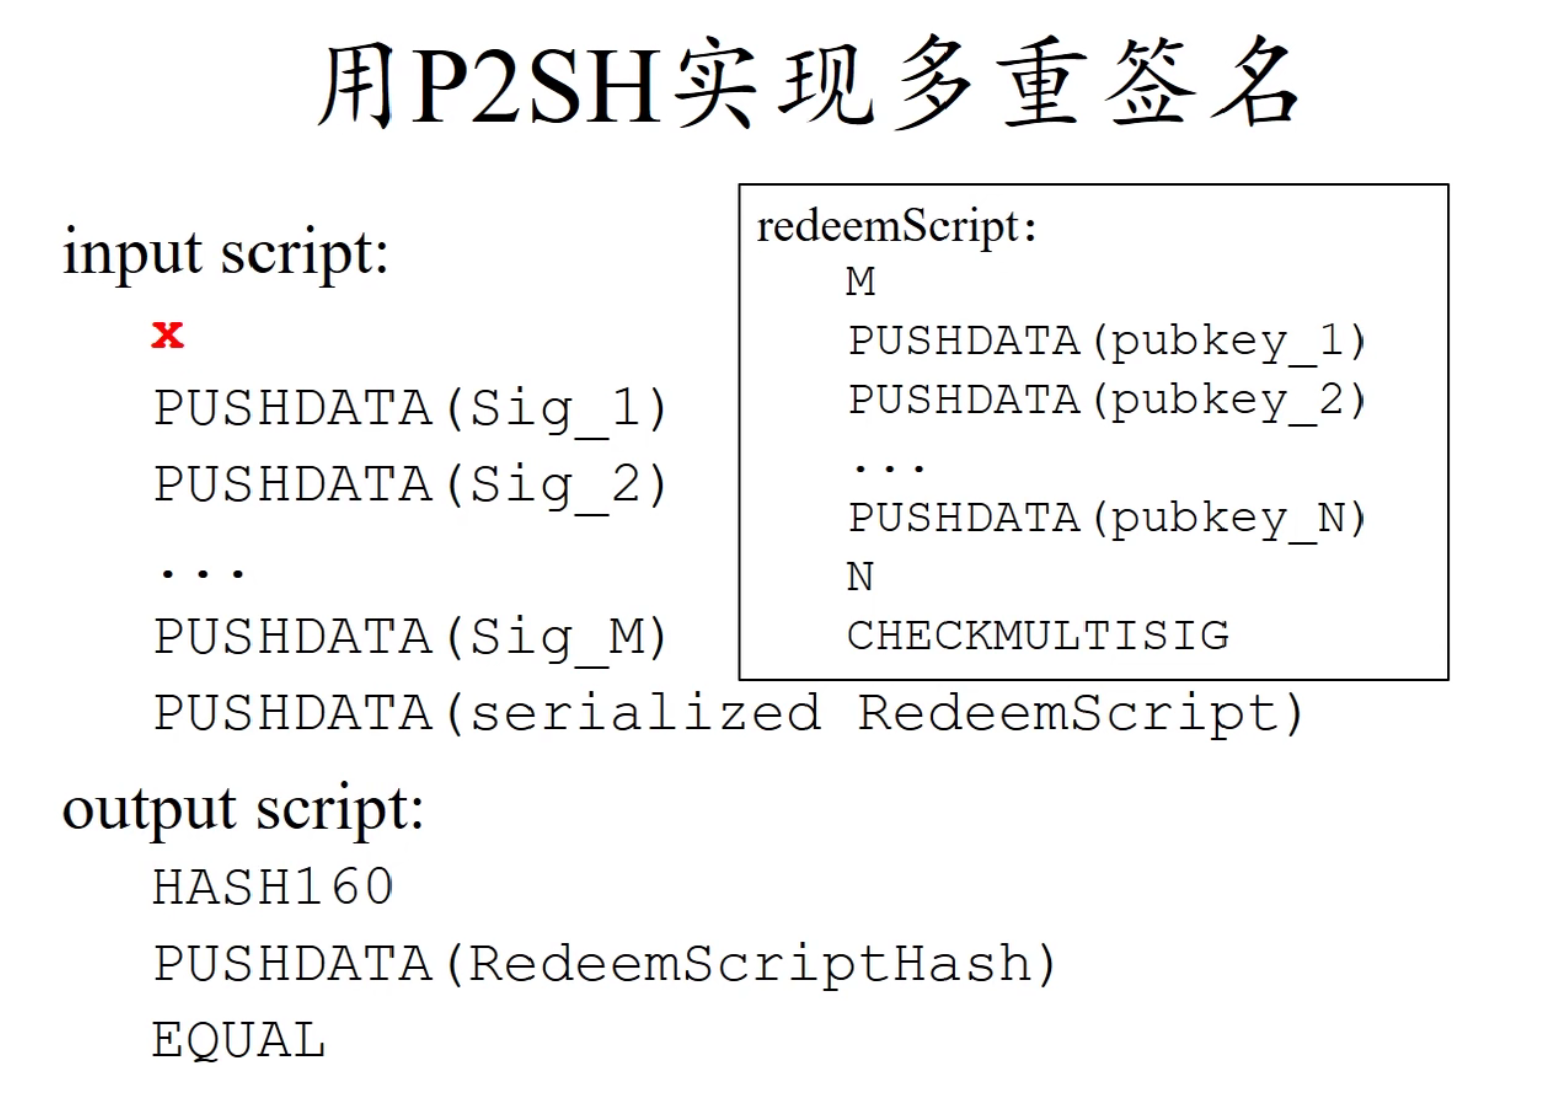 用P2SH实现多重签名
input script:
x
PUSHDATA(Sig_1)
PUSHDATA(Sig_2)
...
PUSHDATA(Sig_M)
PUSHDATA(serialized RedeemScript)
redeemScript:
M
PUSHDATA(pubkey_1)
PUSHDATA(pubkey_2)
...
PUSHDATA(pubkey_N)
N
CHECKMULTISIG
output script:
HASH160
PUSHDATA(RedeemScriptHash)
EQUAL